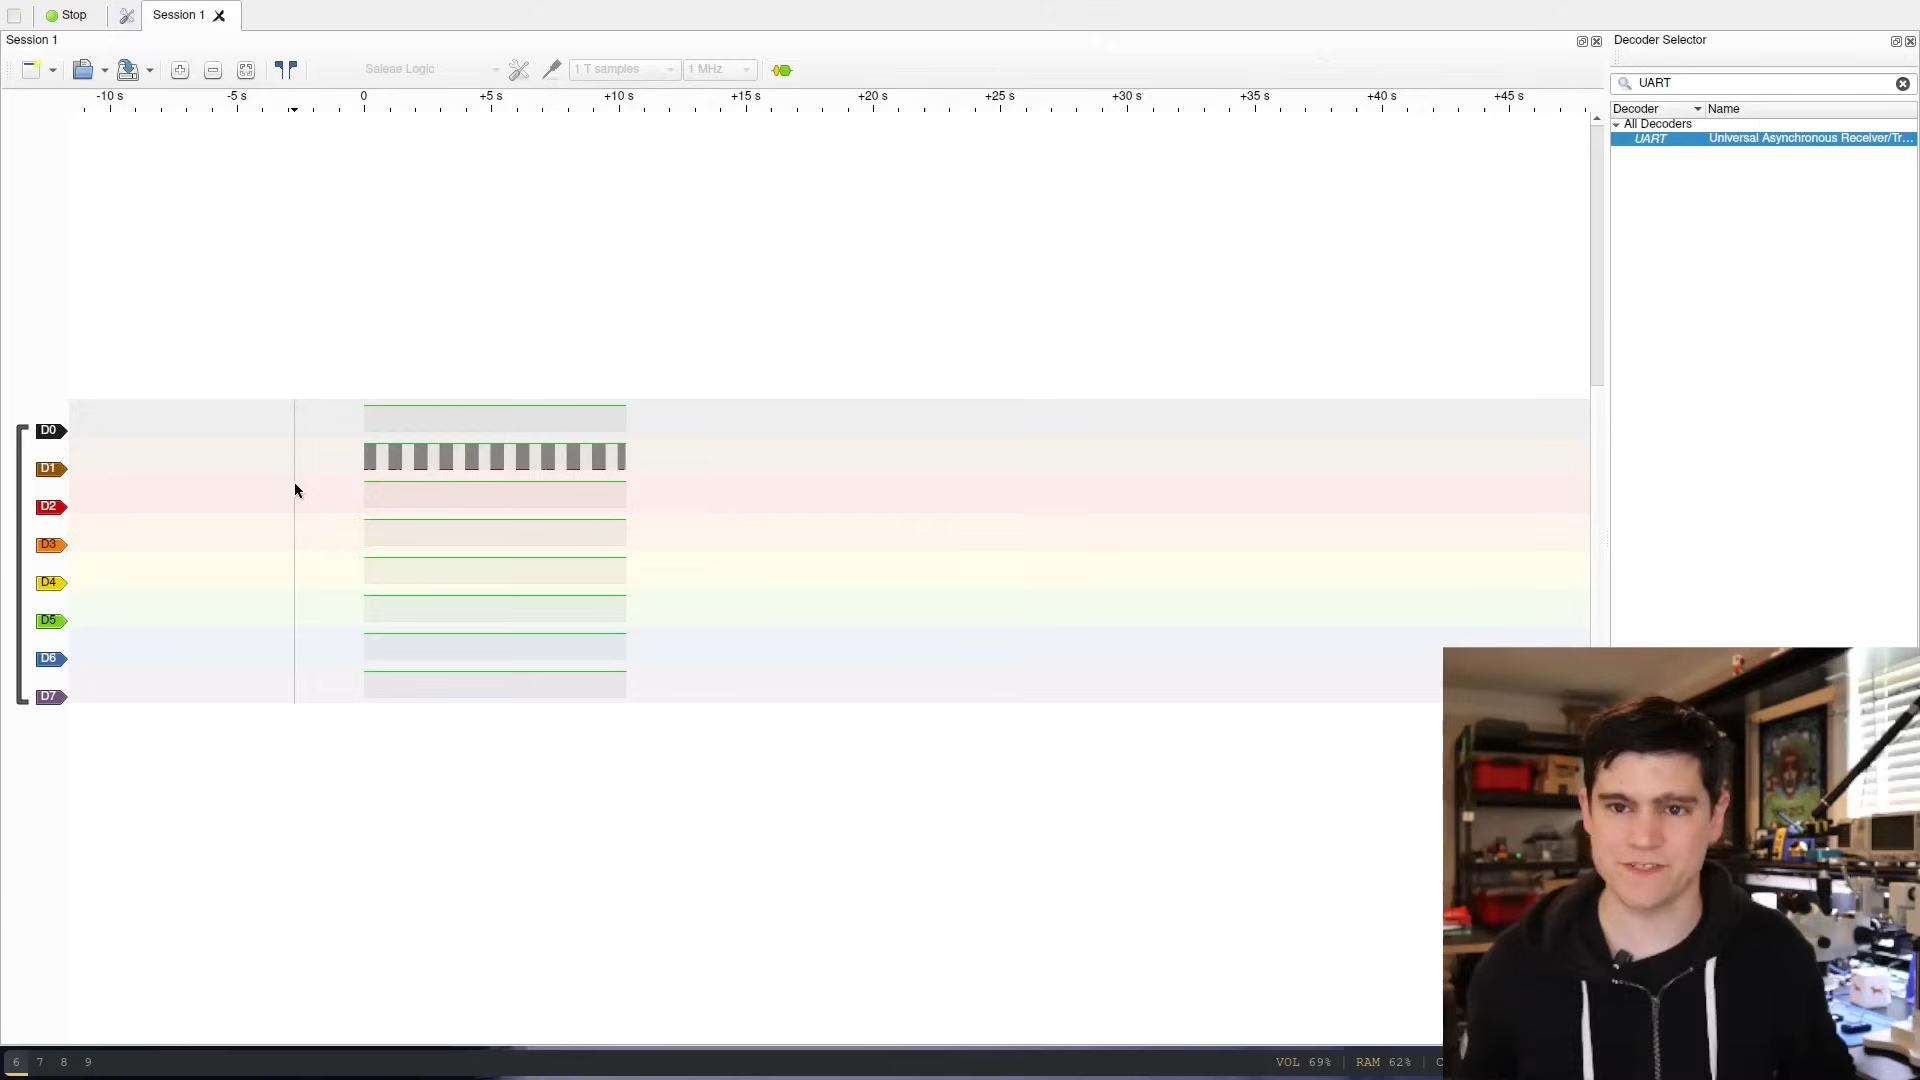 Stop
Session 1
Session 1
Decoder Selector
Saleae Logic
1 T samples
1 MHz
UART
-10 s
-5 s
0
+5 s
+10 s
+15 s
+20 s
+25 s
+30 s
+35 s
+40 s
+45 s
Decoder
Name
All Decoders
UART
Universal Asynchronous Receiver/Tr...
D0
D1
D2
D3
D4
D5
D6
D7
6 7 8 9
VOL 69% | RAM 62% | C